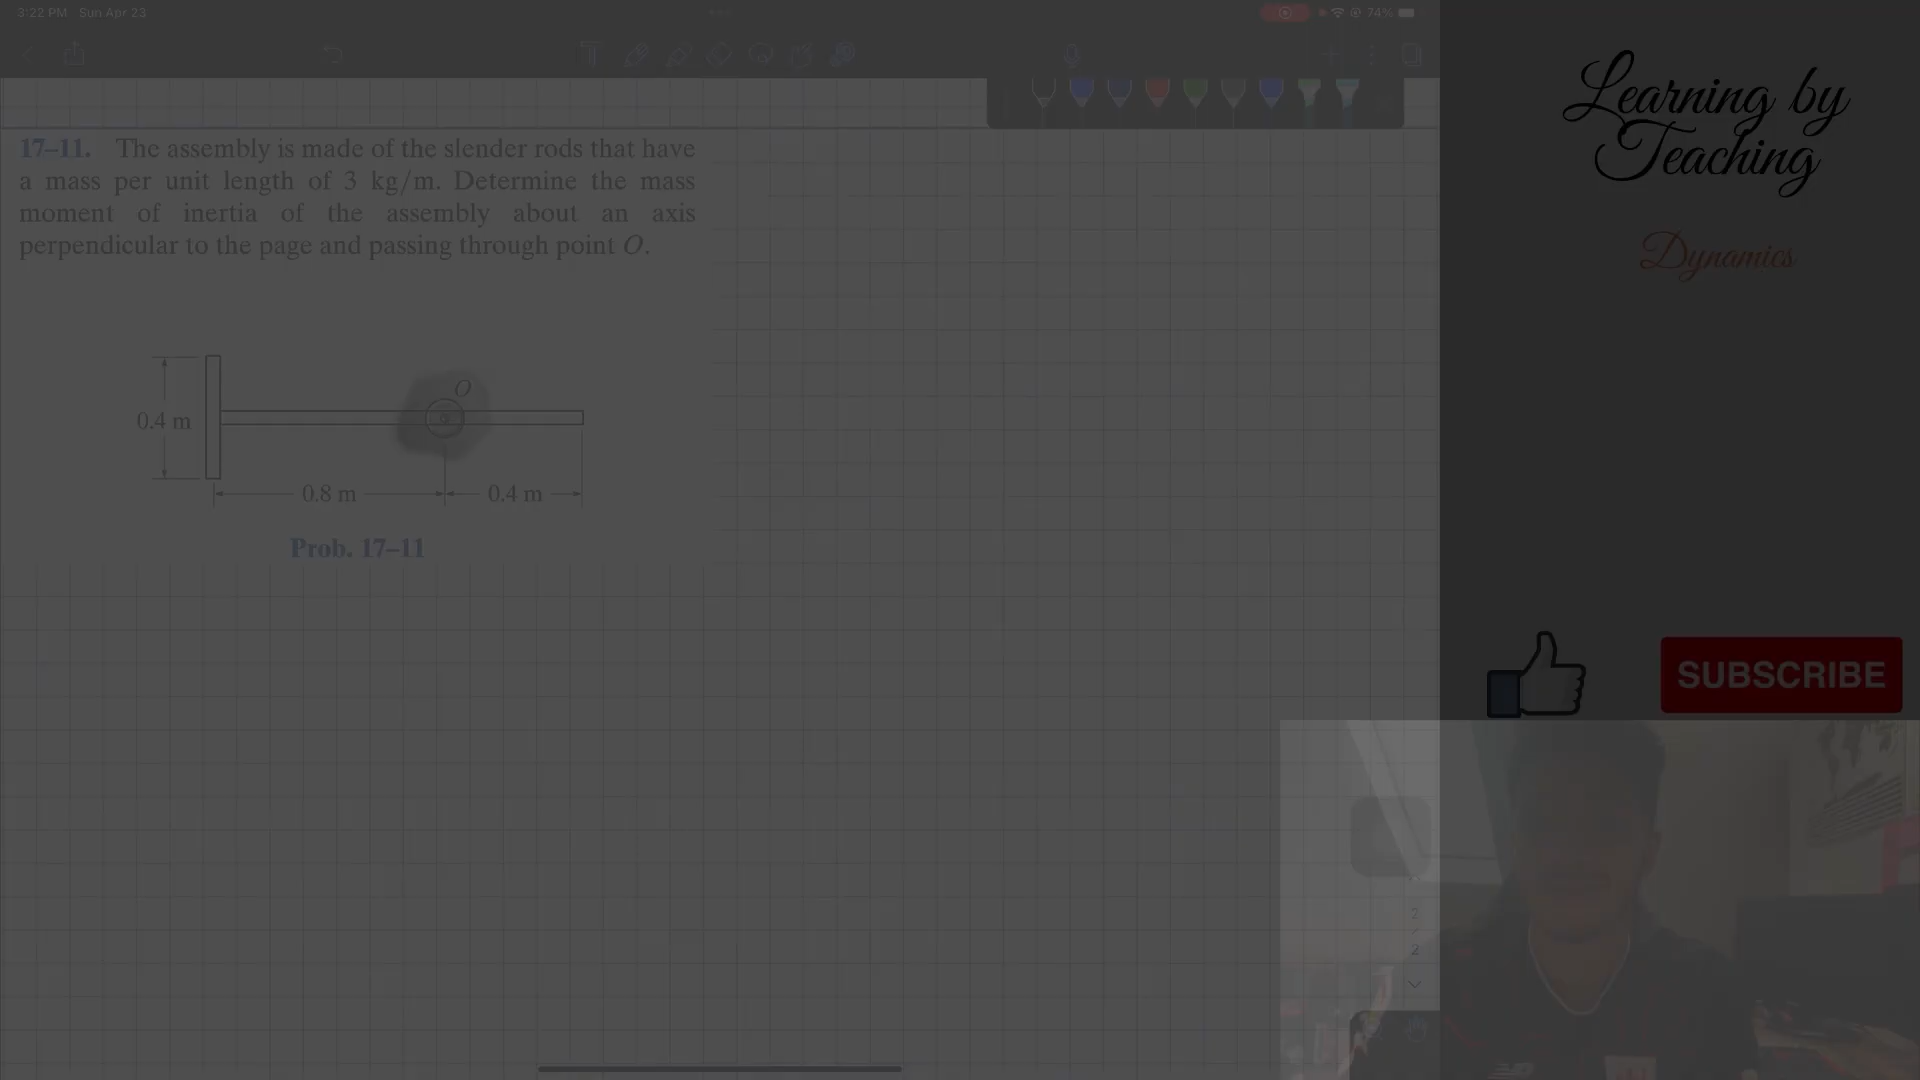 3:22 PM Sun Apr 23
74%
17–11. The assembly is made of the slender rods that have
a mass per unit length of 3 kg/m. Determine the mass
moment of inertia of the assembly about an axis
perpendicular to the page and passing through point O.
O
0.4 m
0.8 m
0.4 m
Prob. 17–11
Learning by
Teaching
Dynamics
SUBSCRIBE
2
/
2